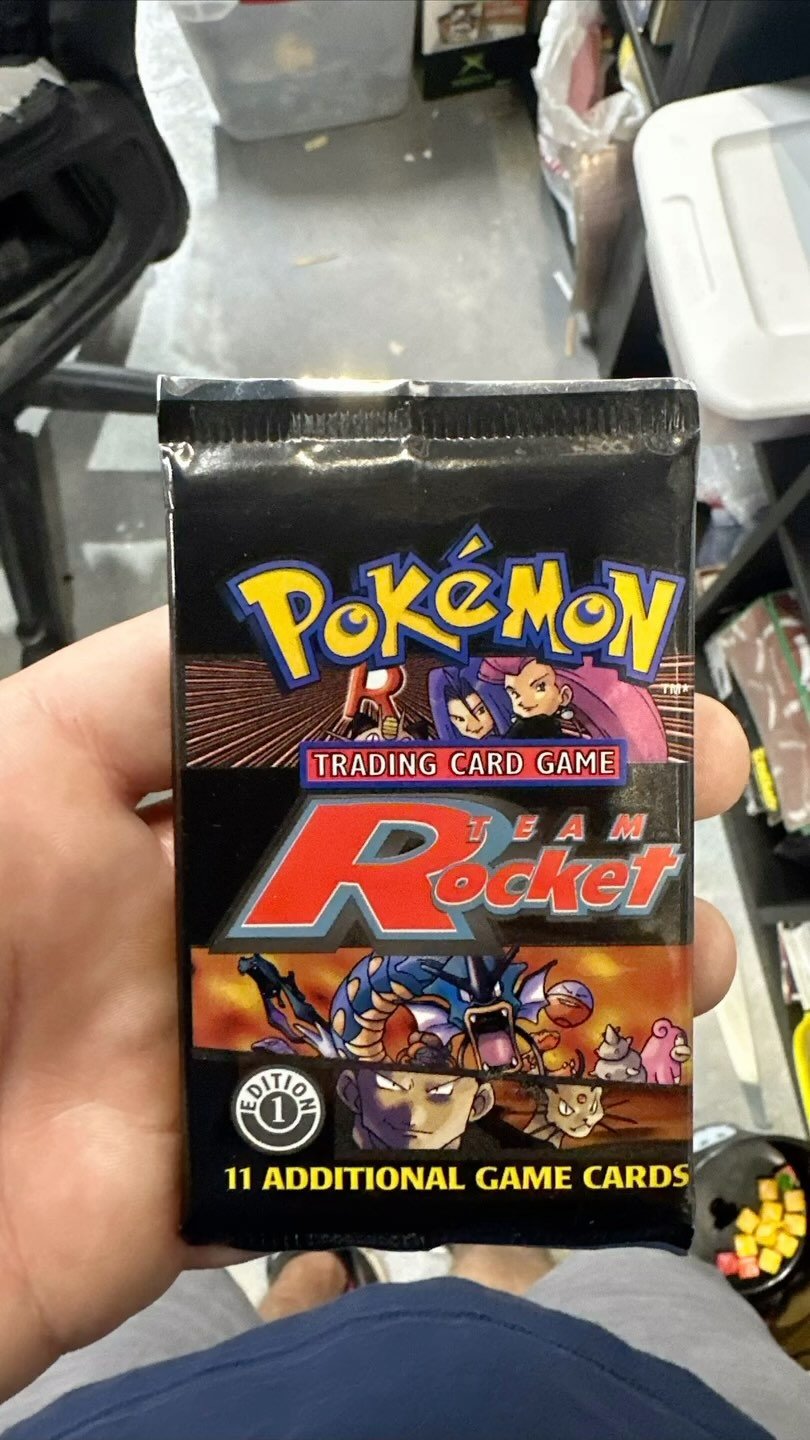 POKéMON
TM*
R
TRADING CARD GAME
TEAM
Rocket
EDITION
1
11 ADDITIONAL GAME CARDS